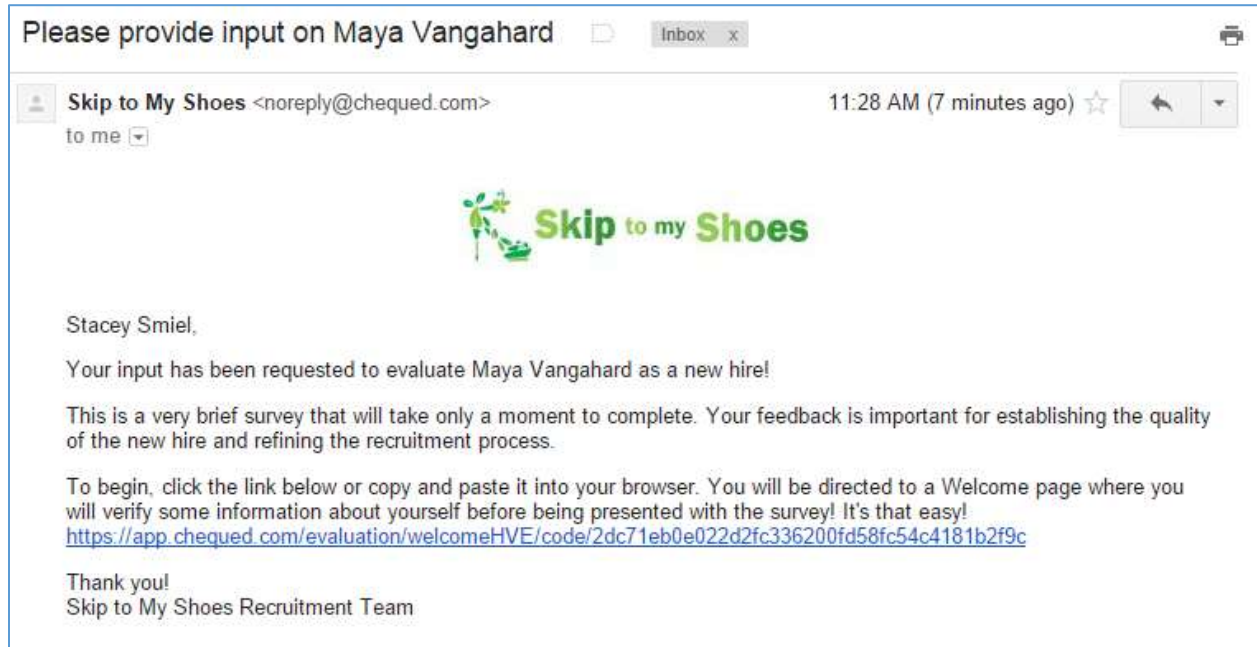 Please provide input on Maya Vangahard Inbox x
Skip to My Shoes <noreply@chequed.com> 11:28 AM (7 minutes ago)
to me
Skip to my Shoes
Stacey Smiel,
Your input has been requested to evaluate Maya Vangahard as a new hire!
This is a very brief survey that will take only a moment to complete. Your feedback is important for establishing the quality
of the new hire and refining the recruitment process.
To begin, click the link below or copy and paste it into your browser. You will be directed to a Welcome page where you
will verify some information about yourself before being presented with the survey! It's that easy!
https://app.chequed.com/evaluation/welcomeHVE/code/2dc71eb0e022d2fc336200fd58fc54c4181b2f9c
Thank you!
Skip to My Shoes Recruitment Team